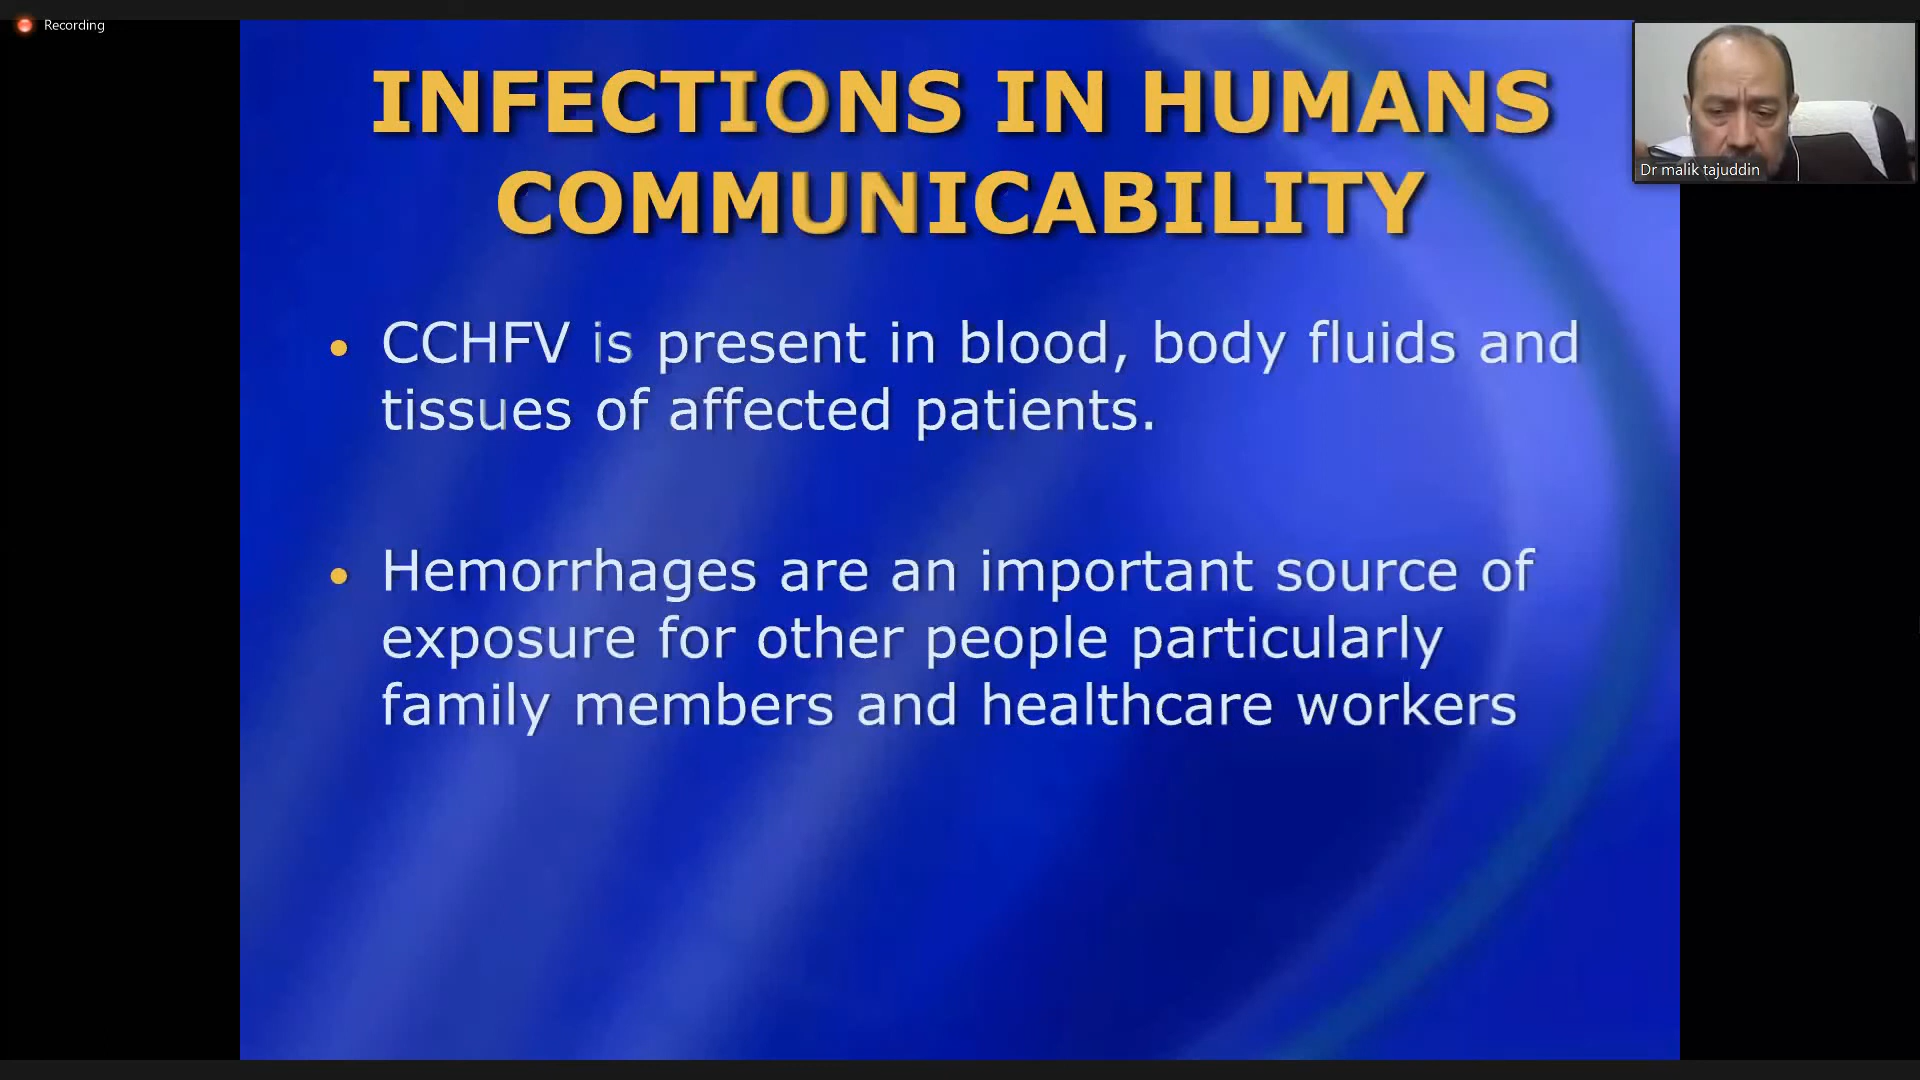 Recording
INFECTIONS IN HUMANS
COMMUNICABILITY
Dr malik tajuddin
• CCHFV is present in blood, body fluids and
tissues of affected patients.
• Hemorrhages are an important source of
exposure for other people particularly
family members and healthcare workers